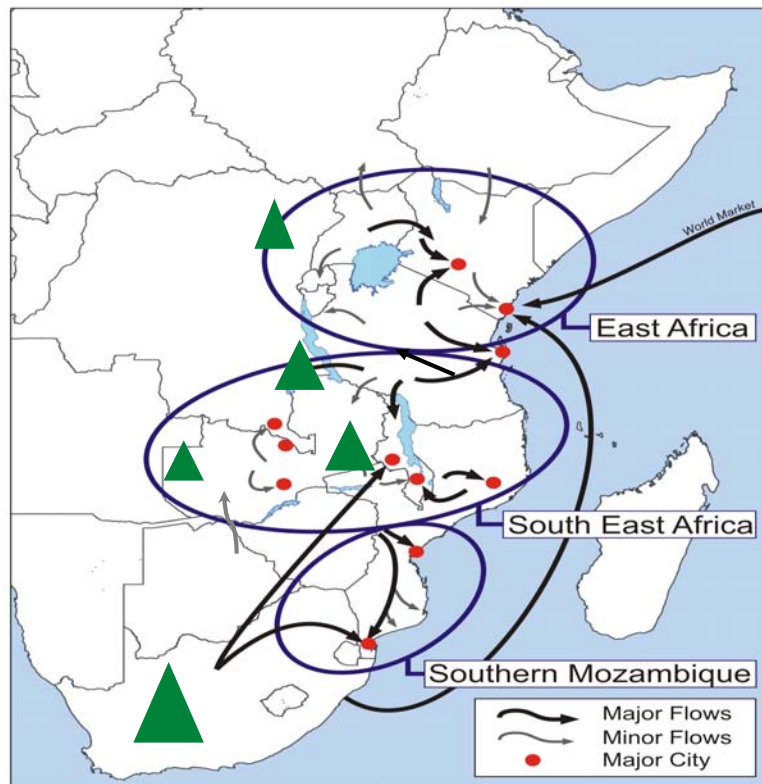 World Market
East Africa
South East Africa
Southern Mozambique
Major Flows
Minor Flows
Major City